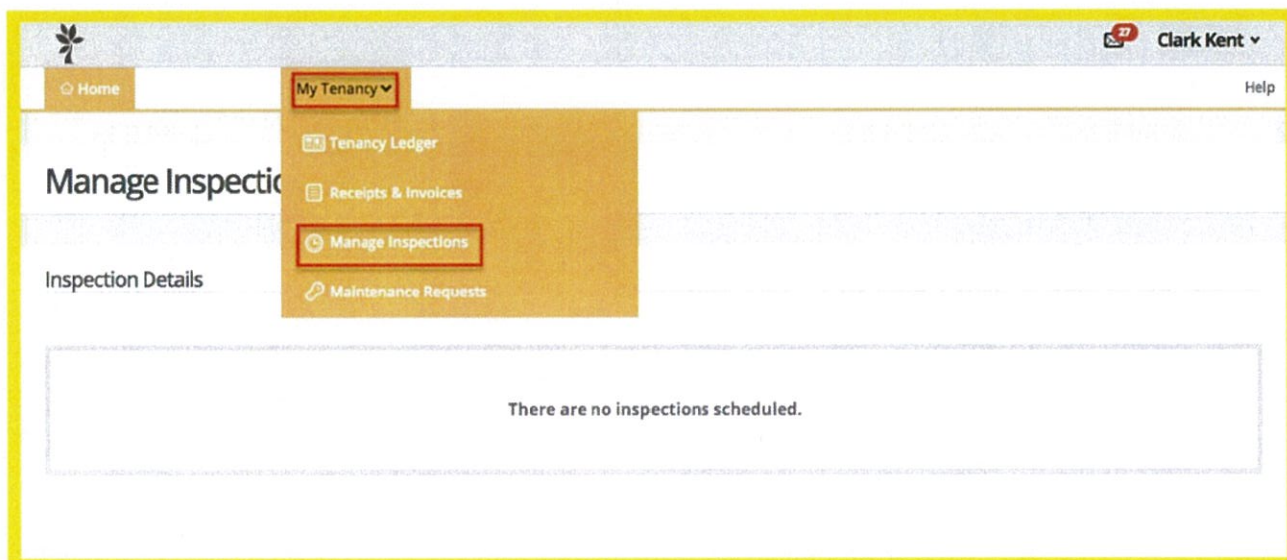 27
Clark Kent
Home
My Tenancy
Help
Tenancy Ledger
Manage Inspectio
Receipts & Invoices
Manage Inspections
Inspection Details
Maintenance Requests
There are no inspections scheduled.